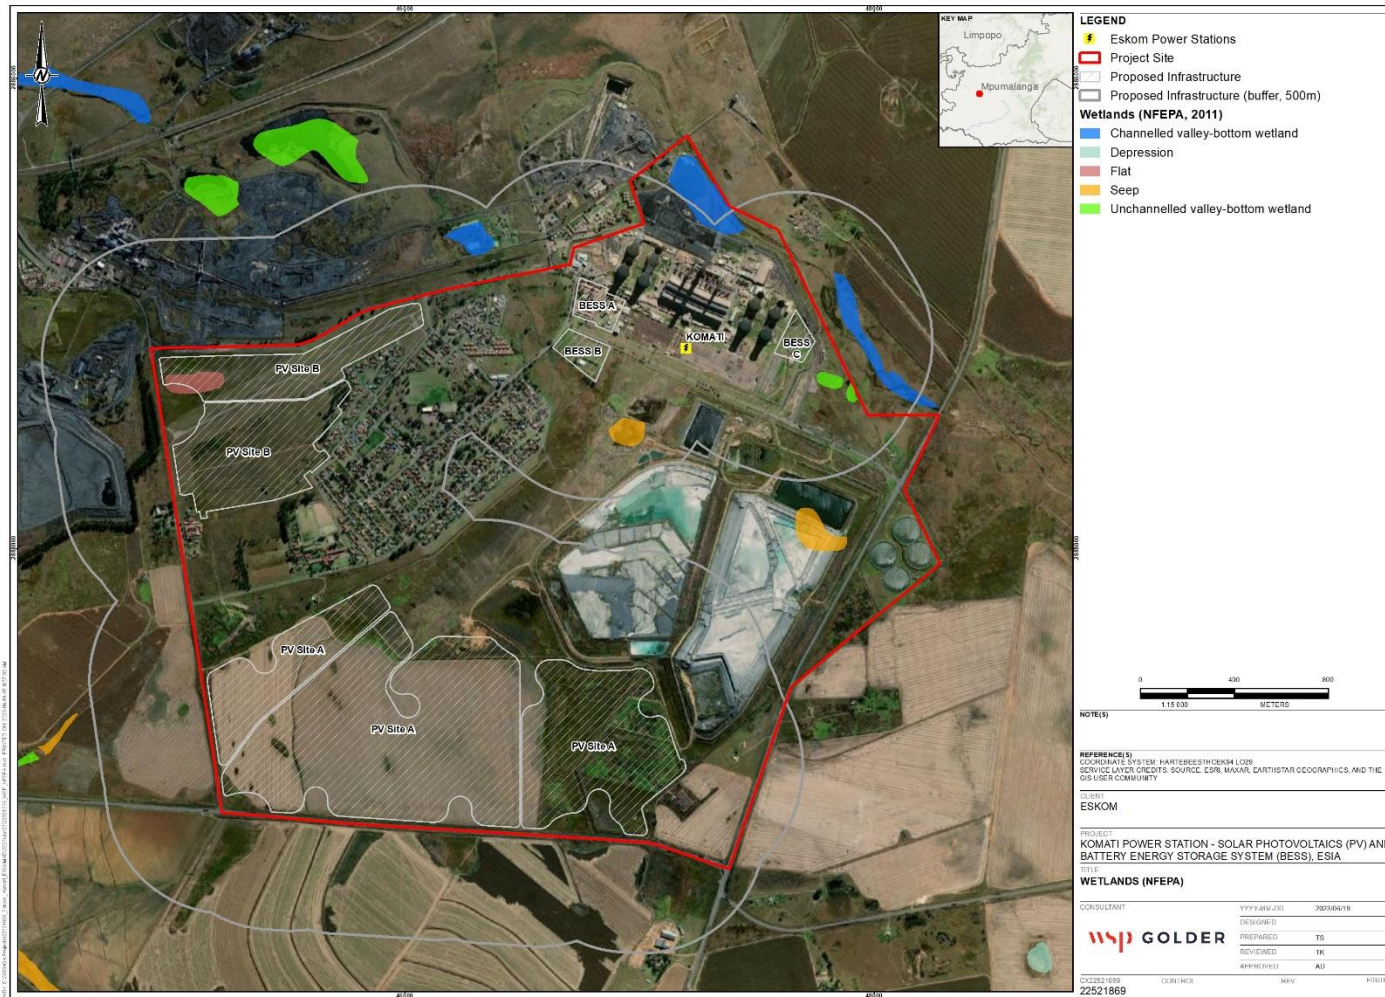 KEY MAP
Limpopo
Mpumalanga
N
BESS A
BESS B
KOMATI
BESS
C
PV Site B
PV Site B
PV Site A
PV Site A
PV Site A
LEGEND
Eskom Power Stations
Project Site
Proposed Infrastructure
Proposed Infrastructure (buffer, 500m)
Wetlands (NFEPA, 2011)
Channelled valley-bottom wetland
Depression
Flat
Seep
Unchannelled valley-bottom wetland
0 400 800
1:15 000 METERS
NOTE(S)
REFERENCE(S)
COORDINATE SYSTEM: HARTEBEESTHOEK94 LO29
SERVICE LAYER CREDITS: SOURCE: ESRI, MAXAR, EARTHSTAR GEOGRAPHICS, AND THE
GIS USER COMMUNITY
CLIENT
ESKOM
PROJECT
KOMATI POWER STATION - SOLAR PHOTOVOLTAICS (PV) AN
BATTERY ENERGY STORAGE SYSTEM (BESS), ESIA
TITLE
WETLANDS (NFEPA)
CONSULTANT
YYYY-MM-DD 2023/06/19
DESIGNED
PREPARED TS
REVIEWED TK
APPROVED AD
wsp GOLDER
CONTROL REV FIGU
22521869